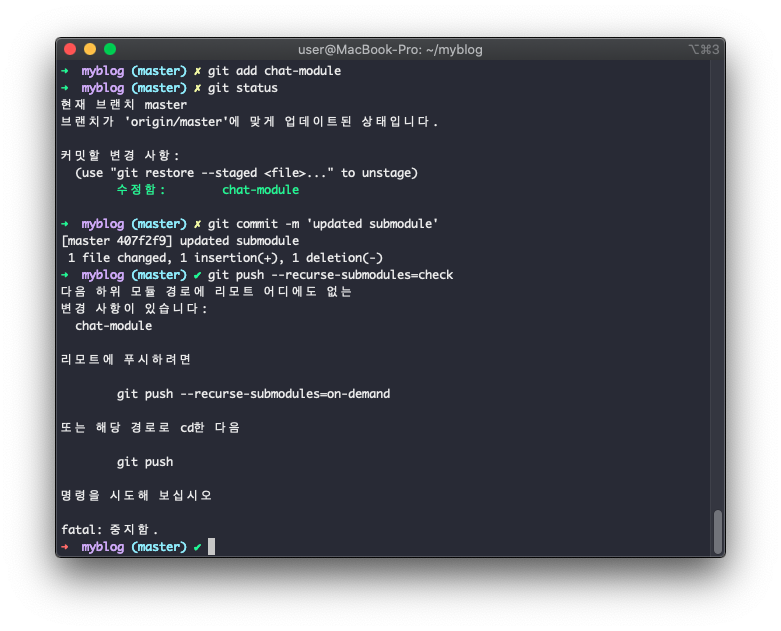 user@MacBook-Pro: ~/myblog ⌥⌘3
➜ myblog (master) ✗ git add chat-module
➜ myblog (master) ✗ git status
현재 브랜치 master
브랜치가 'origin/master'에 맞게 업데이트된 상태입니다.
커밋할 변경 사항:
(use "git restore --staged <file>..." to unstage)
수정함: chat-module
➜ myblog (master) ✗ git commit -m 'updated submodule'
[master 407f2f9] updated submodule
1 file changed, 1 insertion(+), 1 deletion(-)
➜ myblog (master) ✔ git push --recurse-submodules=check
다음 하위 모듈 경로에 리모트 어디에도 없는
변경 사항이 있습니다:
chat-module
리모트에 푸시하려면
git push --recurse-submodules=on-demand
또는 해당 경로로 cd한 다음
git push
명령을 시도해 보십시오
fatal: 중지함.
➜ myblog (master) ✔